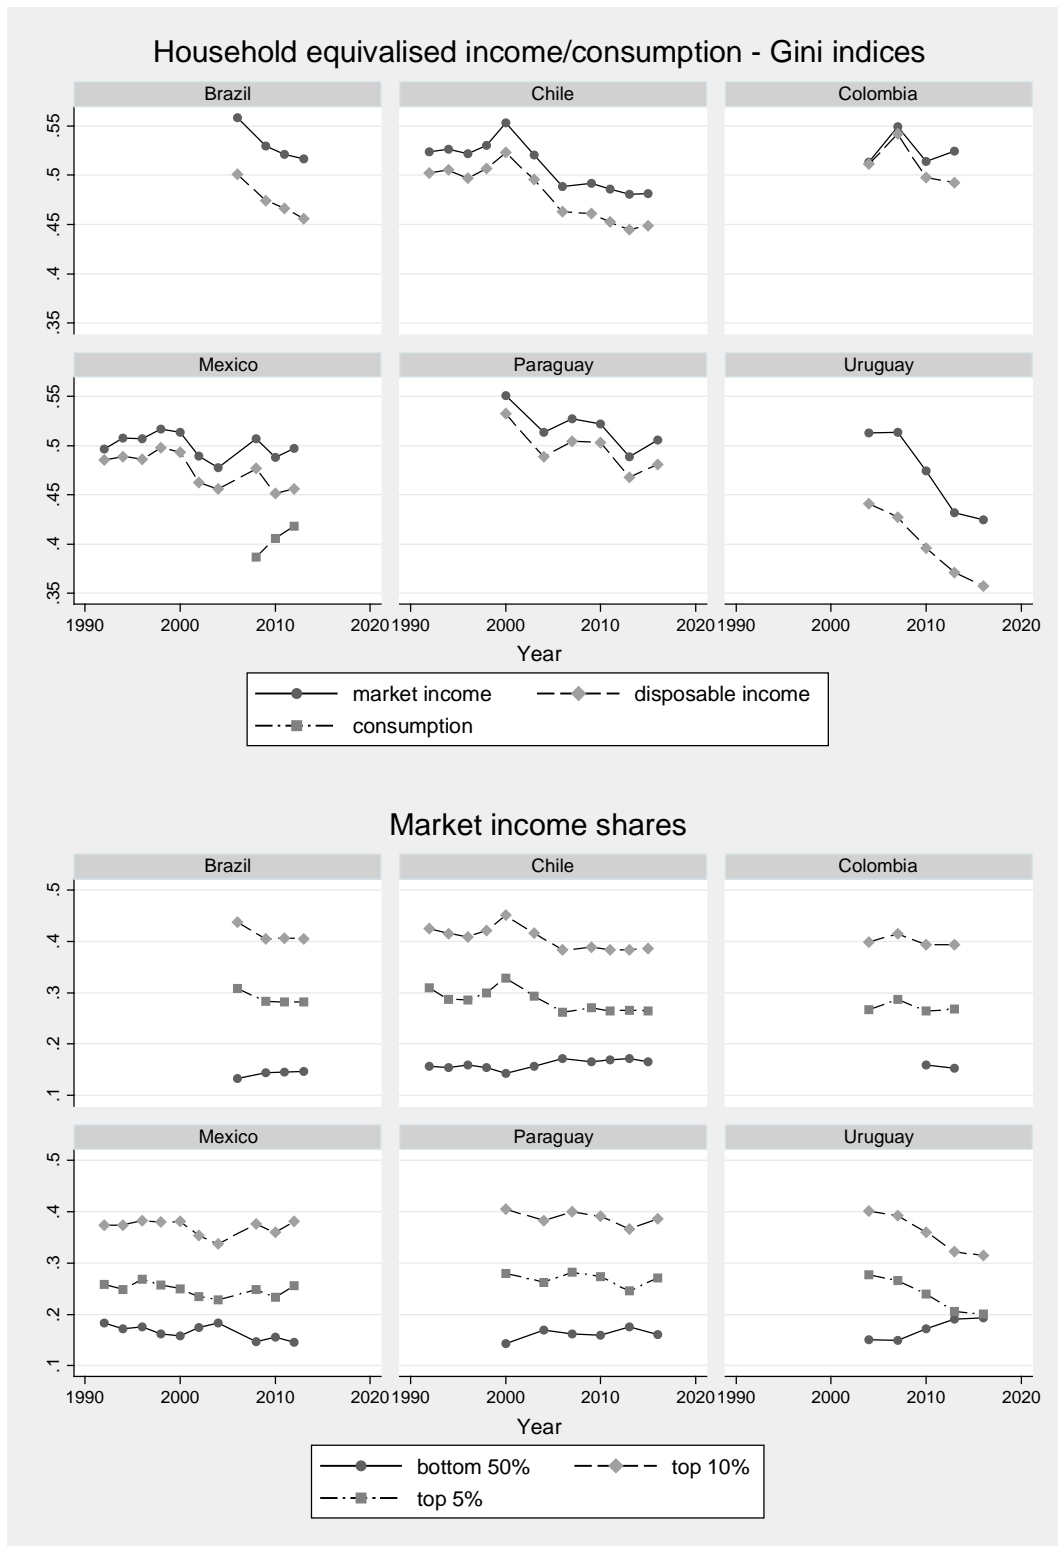 Household equivalised income/consumption - Gini indices
Brazil Chile Colombia
.55
.5
.45
.4
.35
Mexico Paraguay Uruguay
.55
.5
.45
.4
.35
1990 2000 2010 2020 1990 2000 2010 2020 1990 2000 2010 2020
Year
market income disposable income
consumption
Market income shares
Brazil Chile Colombia
.5
.4
.3
.2
.1
Mexico Paraguay Uruguay
.5
.4
.3
.2
.1
1990 2000 2010 2020 1990 2000 2010 2020 1990 2000 2010 2020
Year
bottom 50% top 10%
top 5%